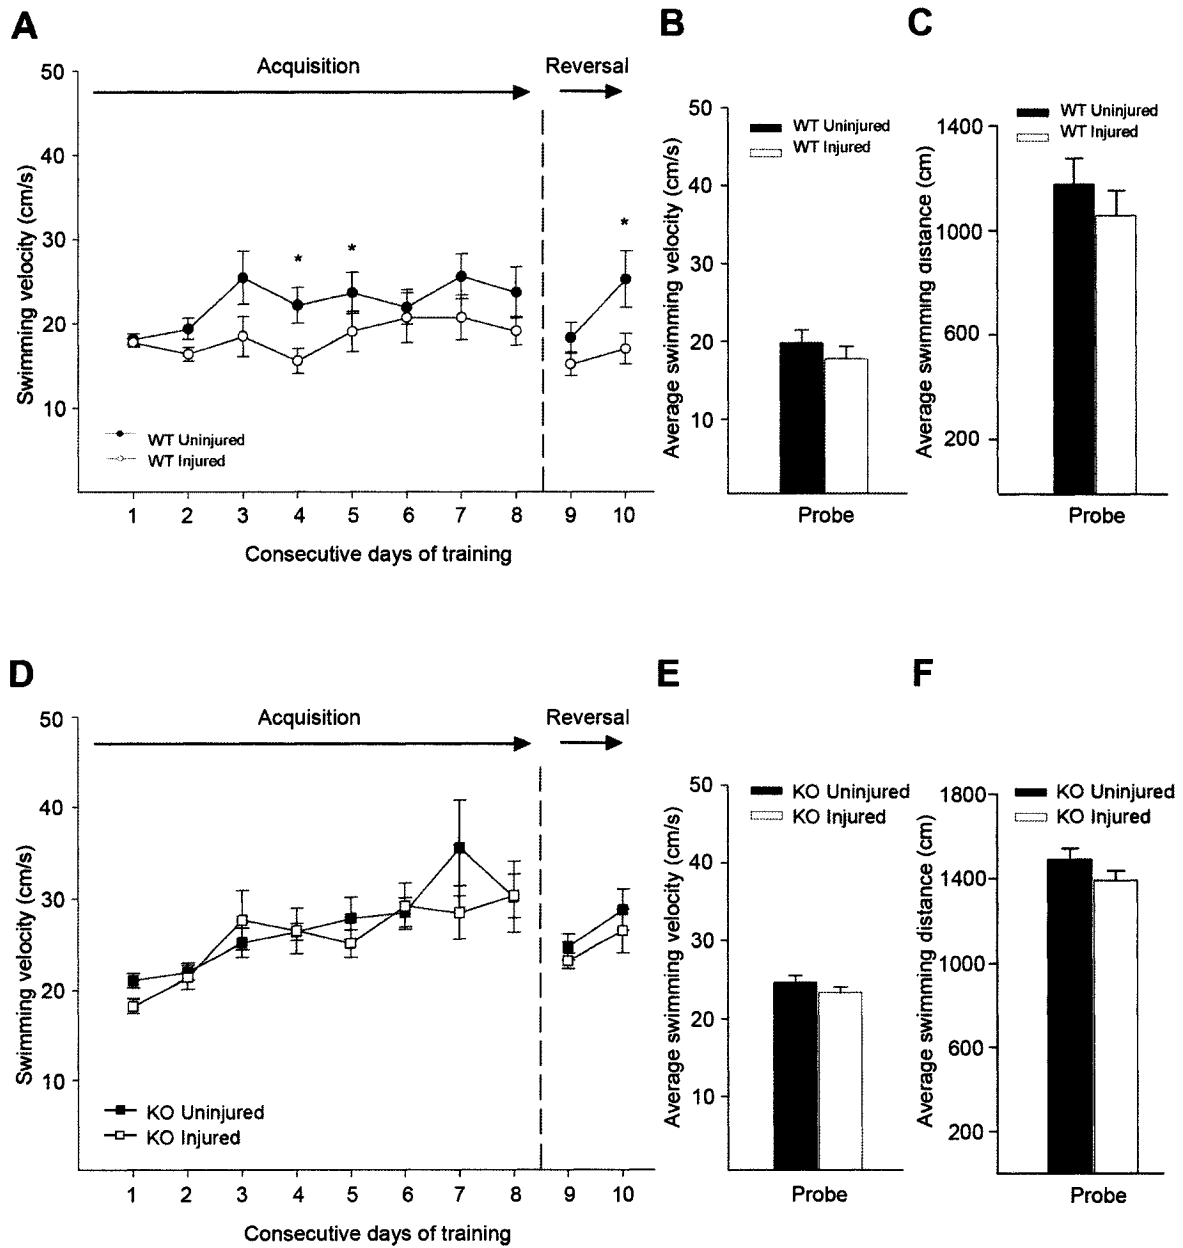 A
Acquisition
Reversal
Swimming velocity (cm/s)
50
40
30
20
10
*
*
*
WT Uninjured
WT Injured
1 2 3 4 5 6 7 8 9 10
Consecutive days of training
B
Average swimming velocity (cm/s)
50
40
30
20
10
WT Uninjured
WT Injured
Probe
C
Average swimming distance (cm)
1400
1000
600
200
WT Uninjured
WT Injured
Probe
D
Acquisition
Reversal
Swimming velocity (cm/s)
50
40
30
20
10
KO Uninjured
KO Injured
1 2 3 4 5 6 7 8 9 10
Consecutive days of training
E
Average swimming velocity (cm/s)
50
40
30
20
10
KO Uninjured
KO Injured
Probe
F
Average swimming distance (cm)
1800
1400
1000
600
200
KO Uninjured
KO Injured
Probe